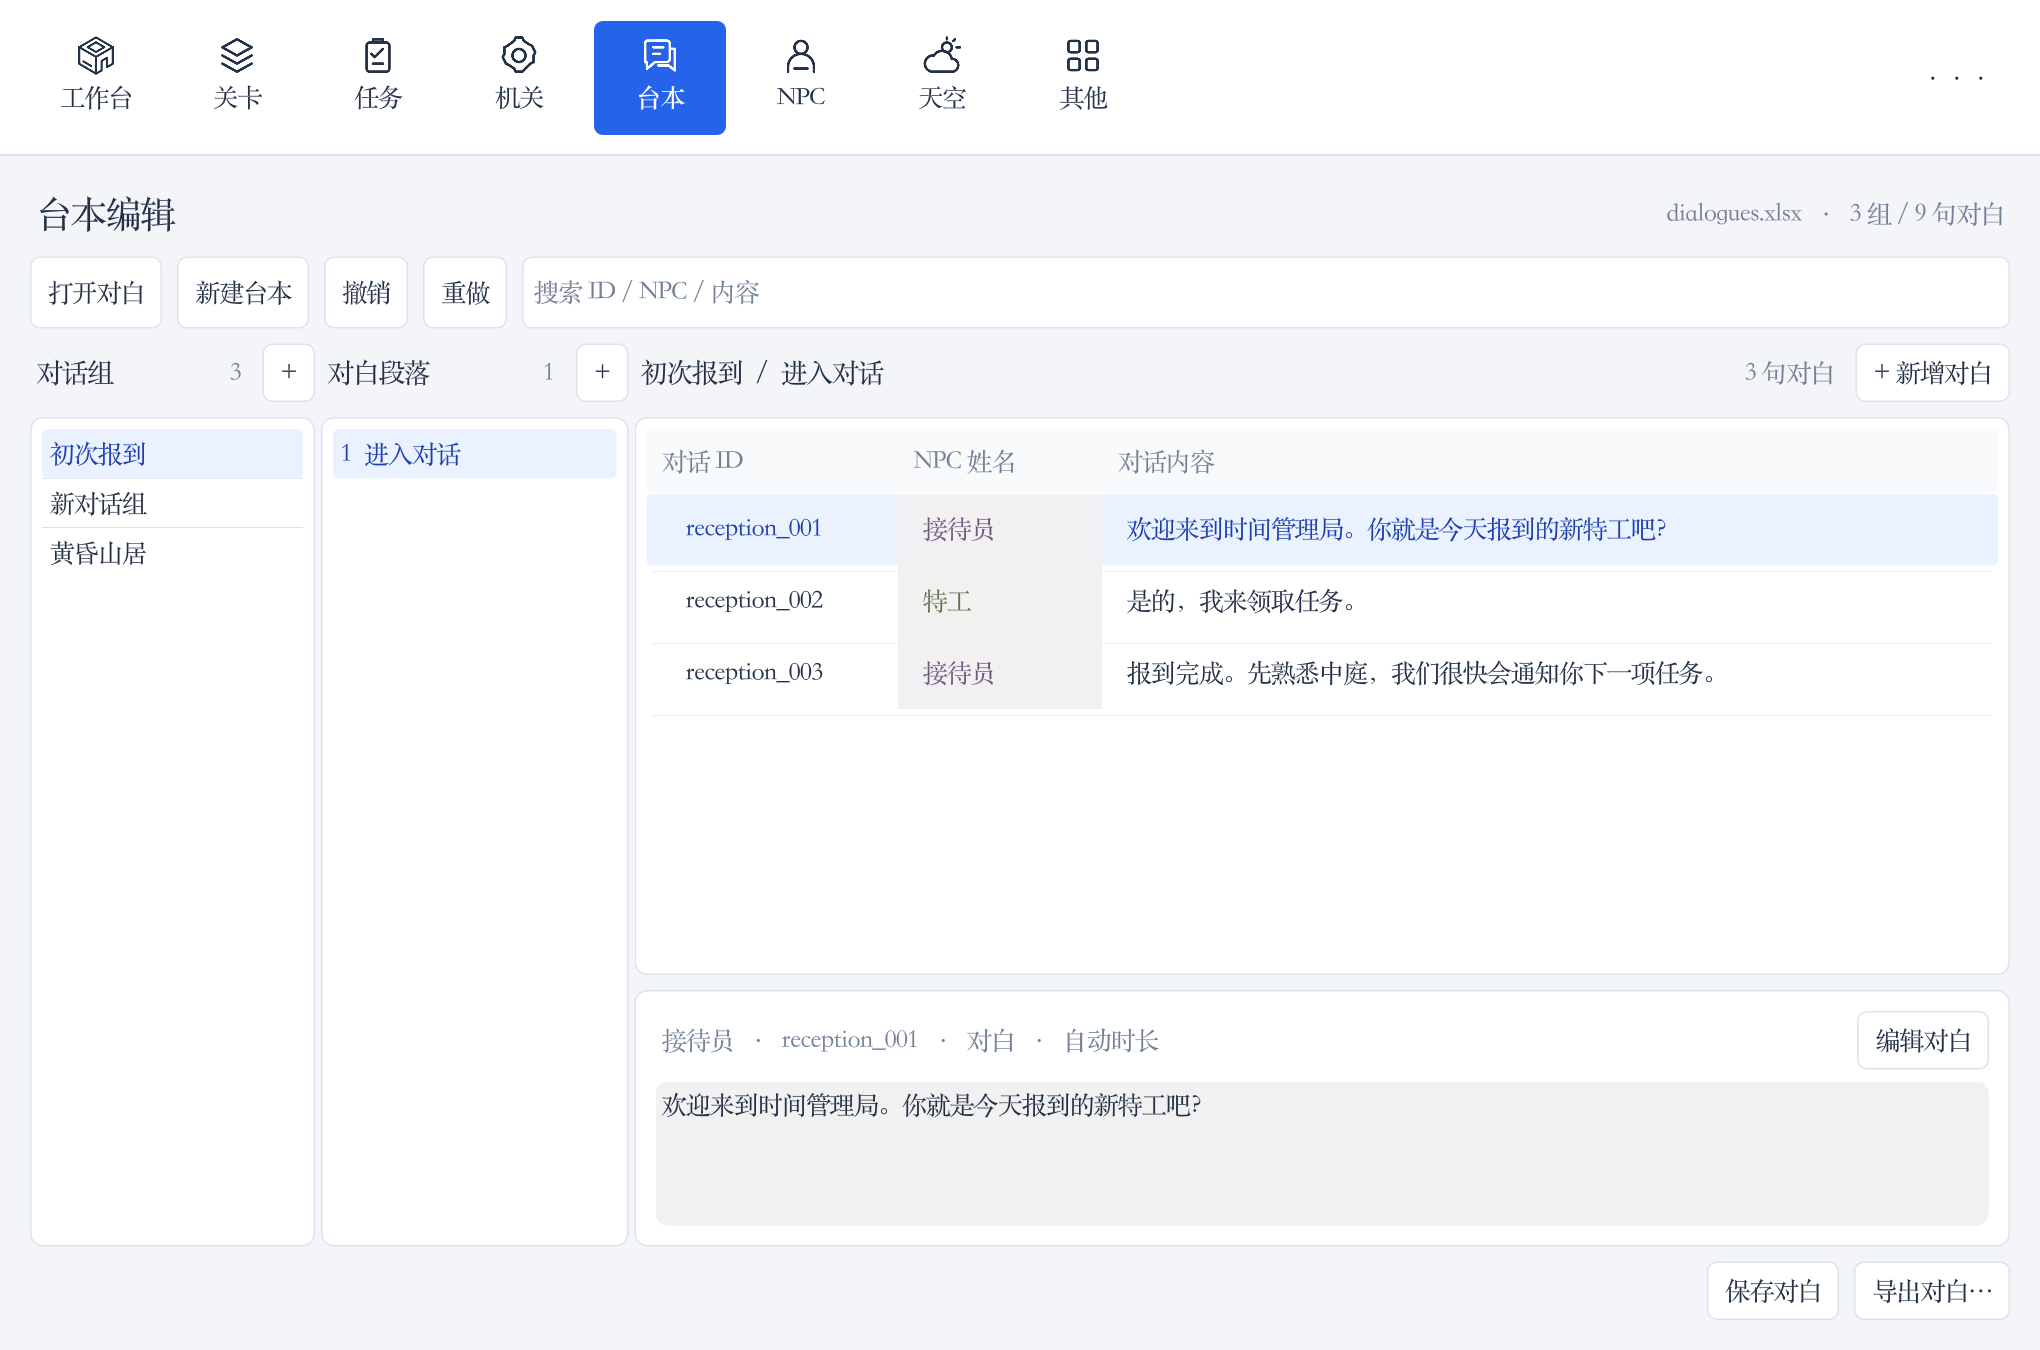 工作台 关卡 任务 机关 台本 NPC 天空 其他 · · ·
台本编辑 dialogues.xlsx · 3 组 / 9 句对白
打开对白 新建台本 撤销 重做 搜索 ID / NPC / 内容
对话组 3 + 对白段落 1 + 初次报到 / 进入对话 3 句对白 + 新增对白
初次报到
新对话组
黄昏山居
1 进入对话
对话 ID NPC 姓名 对话内容
reception_001 接待员 欢迎来到时间管理局。你就是今天报到的新特工吧?
reception_002 特工 是的，我来领取任务。
reception_003 接待员 报到完成。先熟悉中庭，我们很快会通知你下一项任务。
接待员 · reception_001 · 对白 · 自动时长 编辑对白
欢迎来到时间管理局。你就是今天报到的新特工吧?
保存对白 导出对白…